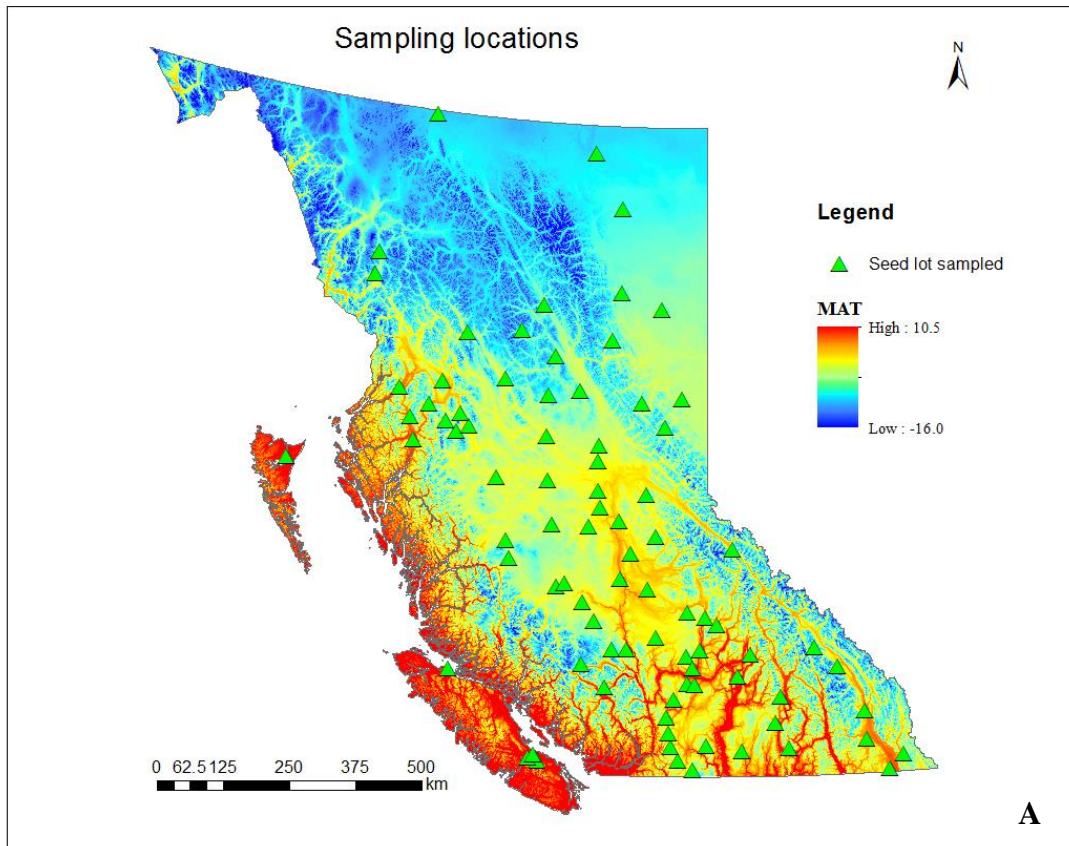 Sampling locations
N
Legend
Seed lot sampled
MAT
High : 10.5
Low : -16.0
0 62.5 125 250 375 500
km
A